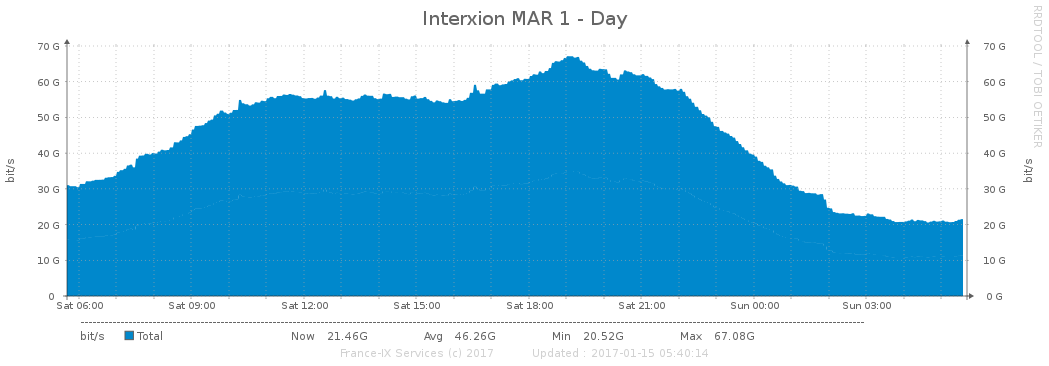 Interxion MAR 1 - Day
RRDTOOL / TOBI OETIKER
bit/s
bit/s
70 G 70 G
60 G 60 G
50 G 50 G
40 G 40 G
30 G 30 G
20 G 20 G
10 G 10 G
0 0 G
Sat 06:00 Sat 09:00 Sat 12:00 Sat 15:00 Sat 18:00 Sat 21:00 Sun 00:00 Sun 03:00
bit/s Total Now 21.46G Avg 46.26G Min 20.52G Max 67.08G
France-IX Services (c) 2017 Updated : 2017-01-15 05:40:14